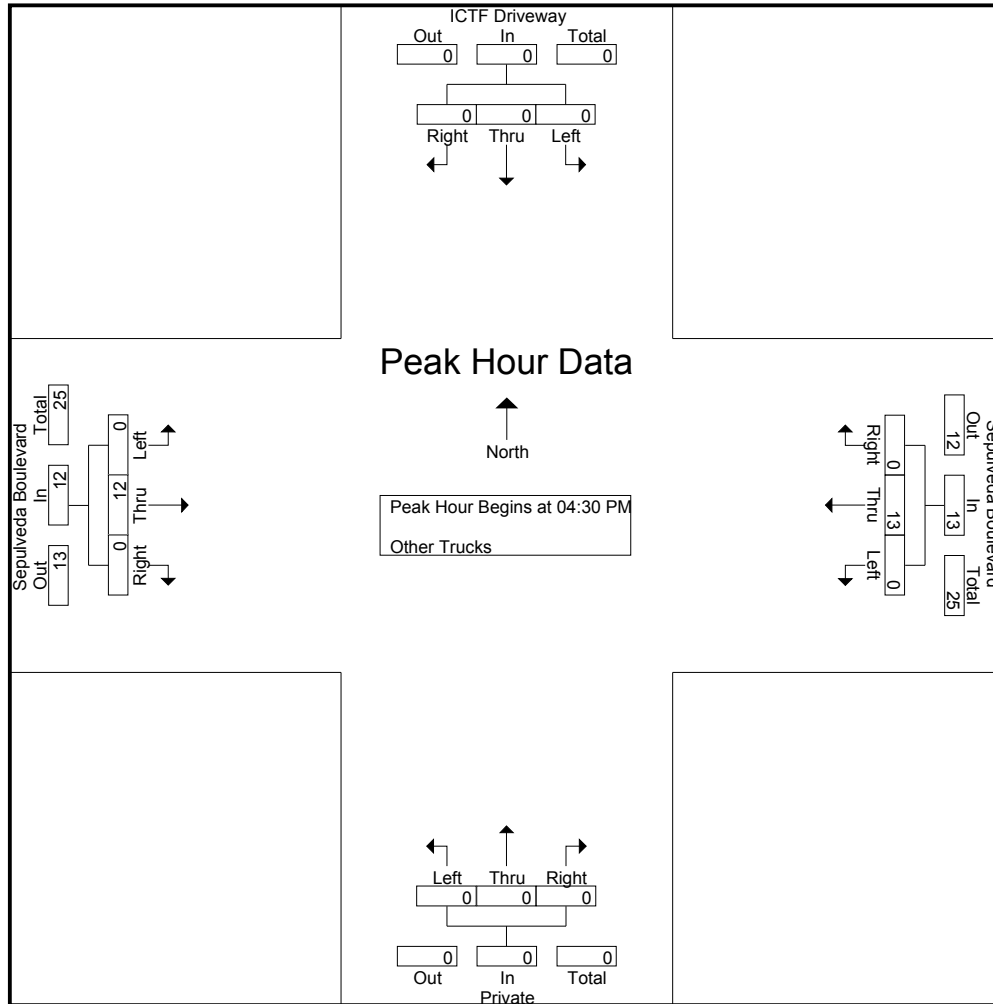 ICTF Driveway
Out In Total
0 0 0
0 0 0
Right Thru Left
Peak Hour Data
North
Peak Hour Begins at 04:30 PM
Other Trucks
Sepulveda Boulevard
Total In Out
25 12 13
0 12 0
Left Thru Right
Right Thru Left
0 13 0
Out In Total
12 13 25
Sepulveda Boulevard
Left Thru Right
0 0 0
0 0 0
Out In Total
Private